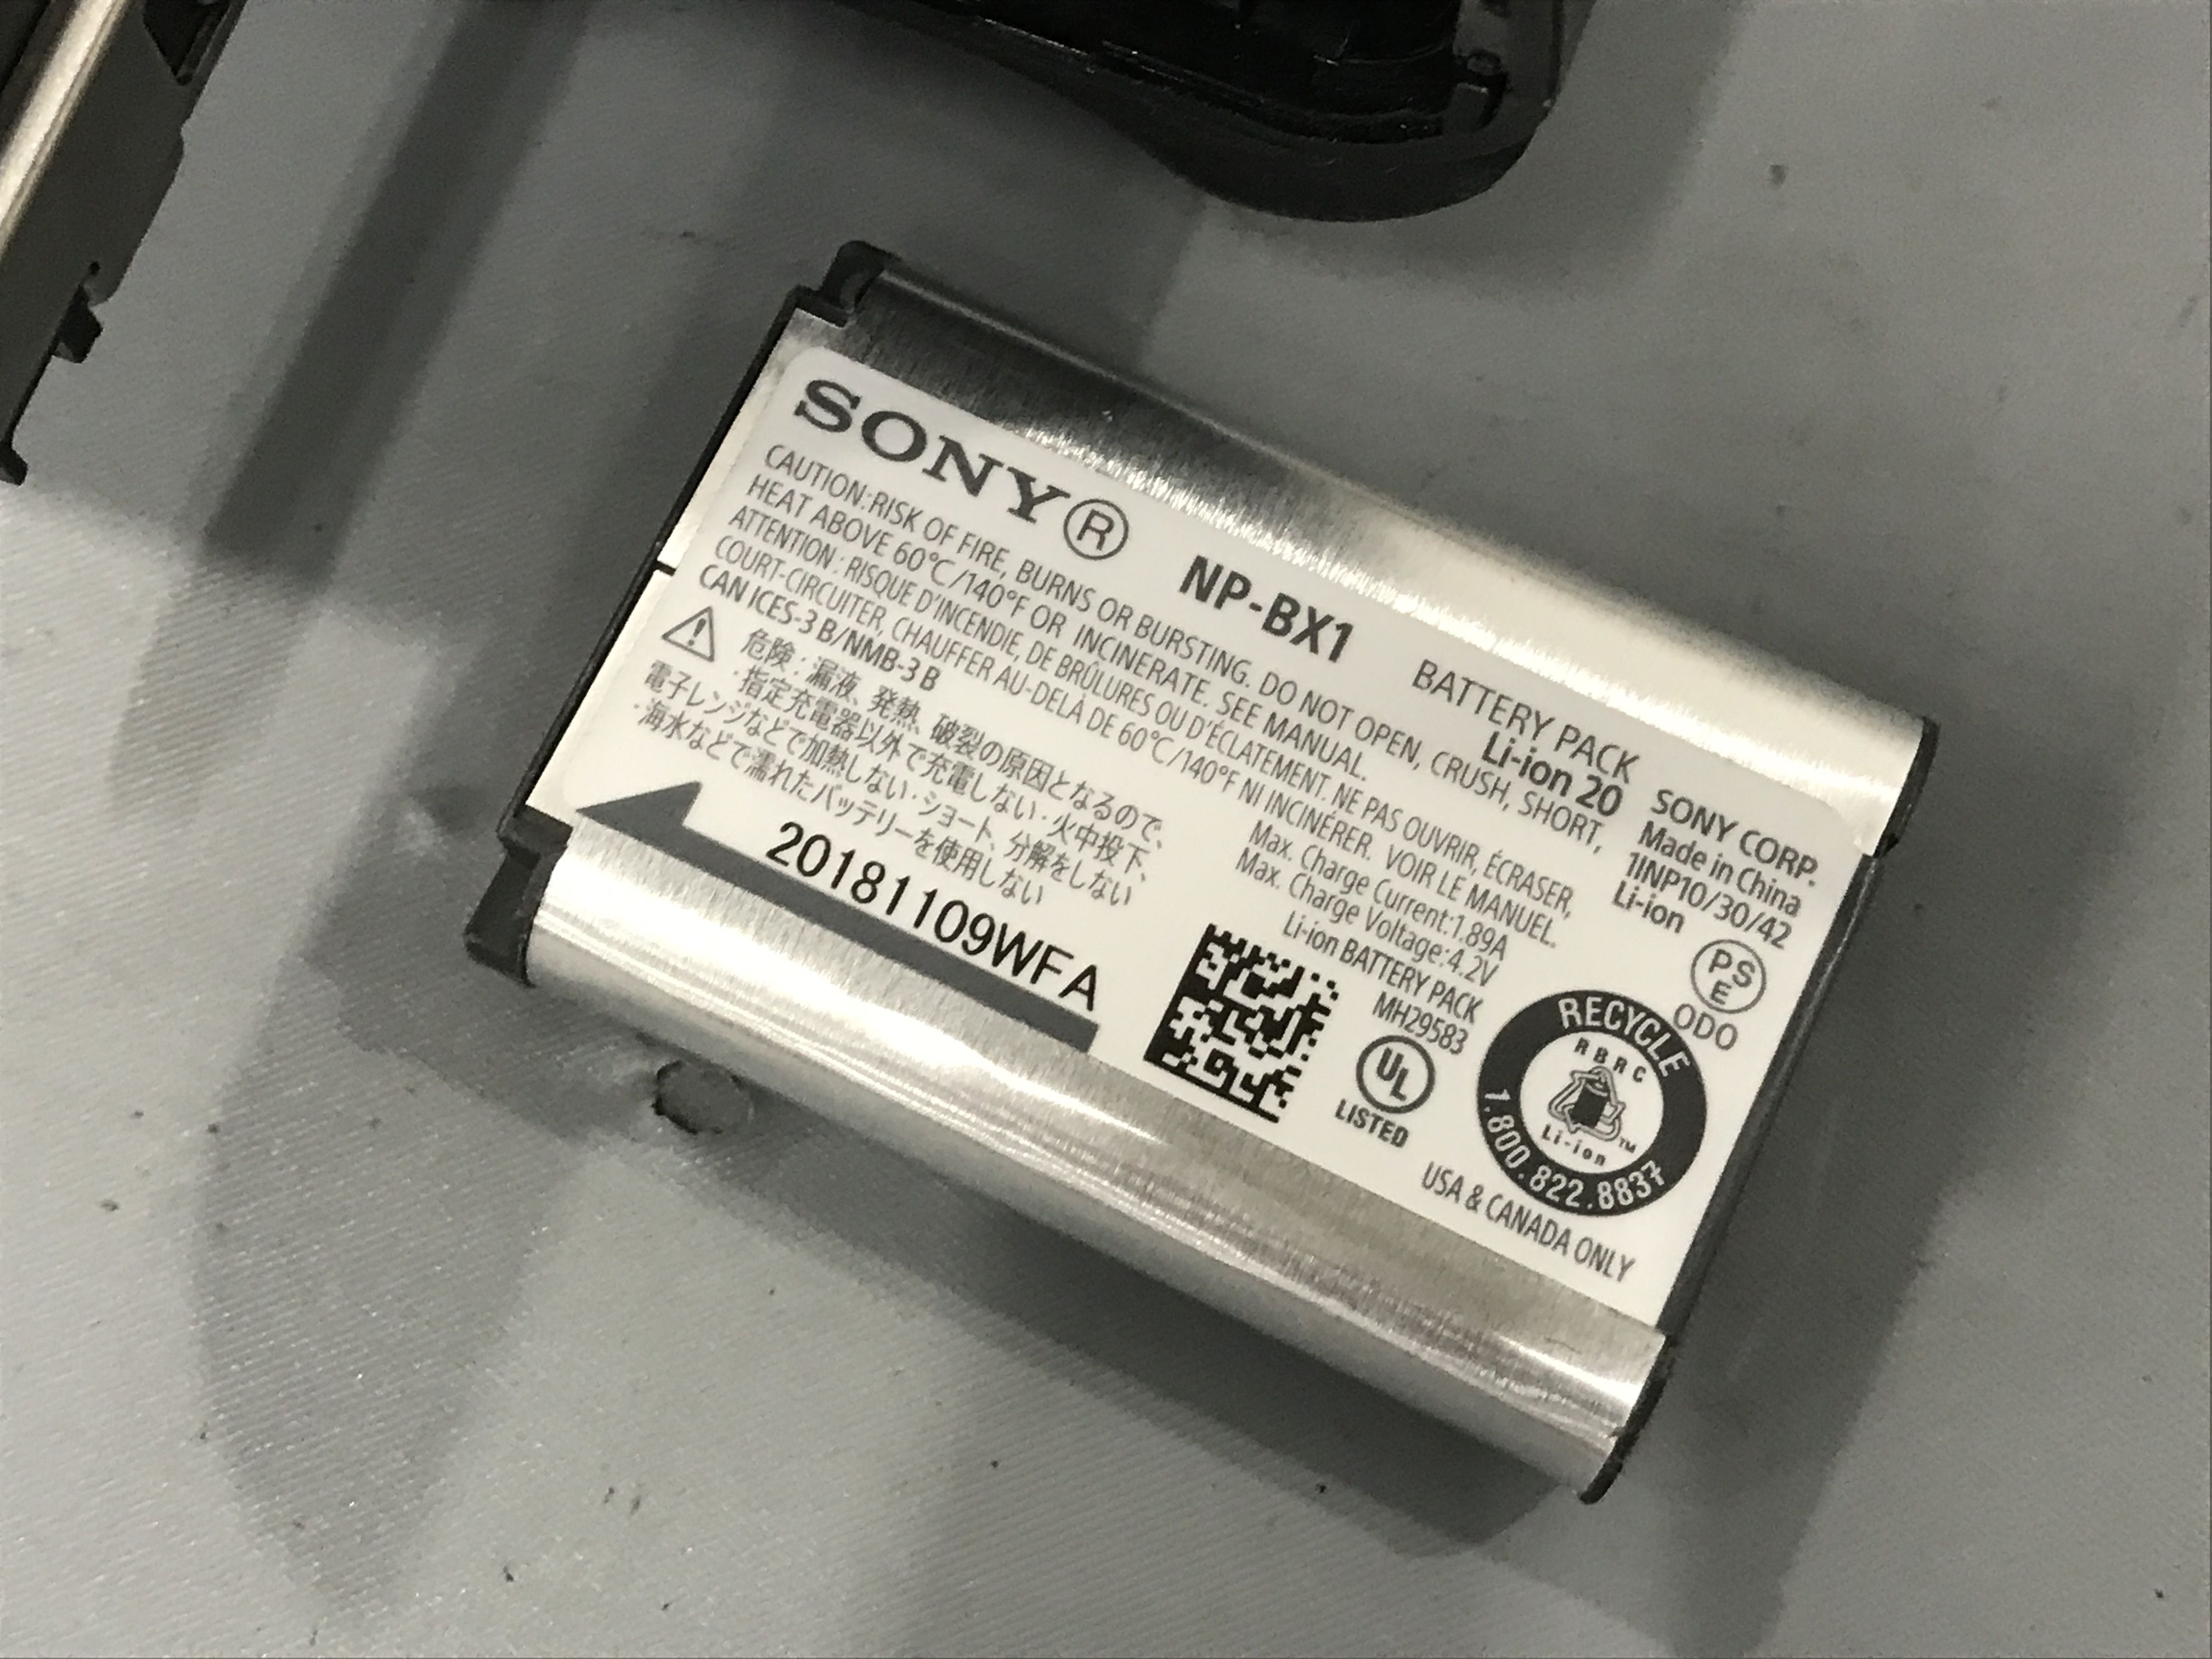 SONY® NP-BX1 BATTERY PACK
Li-ion 20
SONY CORP.
Made in China
1INP10/30/42
Li-ion
CAUTION:RISK OF FIRE, BURNS OR BURSTING. DO NOT OPEN, CRUSH, SHORT,
HEAT ABOVE 60°C/140°F OR INCINERATE. SEE MANUAL.
ATTENTION : RISQUE D'INCENDIE, DE BRÛLURES OU D'ÉCLATEMENT. NE PAS OUVRIR, ÉCRASER,
COURT-CIRCUITER, CHAUFFER AU-DELÀ DE 60°C/140°F NI INCINÉRER. VOIR LE MANUEL.
CAN ICES-3 B/NMB-3 B
危険：漏液、発熱、破裂の原因となるので、
・指定充電器以外で充電しない・火中投下、
電子レンジなどで加熱しない・ショート、分解をしない
・海水などで濡れたバッテリーを使用しない
20181109WFA
Max. Charge Current:1.89A
Max. Charge Voltage:4.2V
Li-ion BATTERY PACK
MH29583
UL
LISTED
PSE
ODO
RECYCLE
RBRC
Li-ion
TM
1.800.822.8837
USA & CANADA ONLY